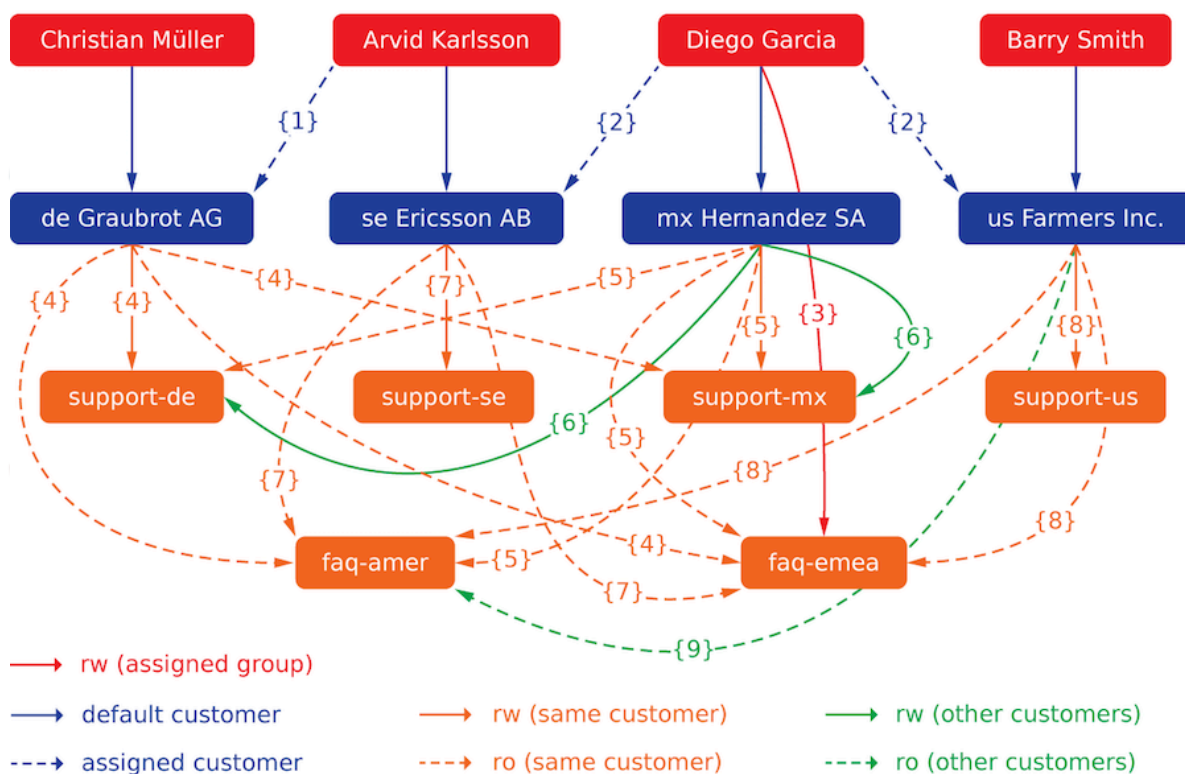 Christian Müller
Arvid Karlsson
Diego Garcia
Barry Smith
{1}
{2}
{2}
de Graubrot AG
se Ericsson AB
mx Hernandez SA
us Farmers Inc.
{4}
{4}
{4}
{7}
{5}
{5}
{3}
{6}
{8}
support-de
support-se
support-mx
support-us
{6}
{5}
{7}
{8}
{8}
{4}
{5}
faq-amer
faq-emea
{7}
{9}
rw (assigned group)
default customer
rw (same customer)
rw (other customers)
assigned customer
ro (same customer)
ro (other customers)